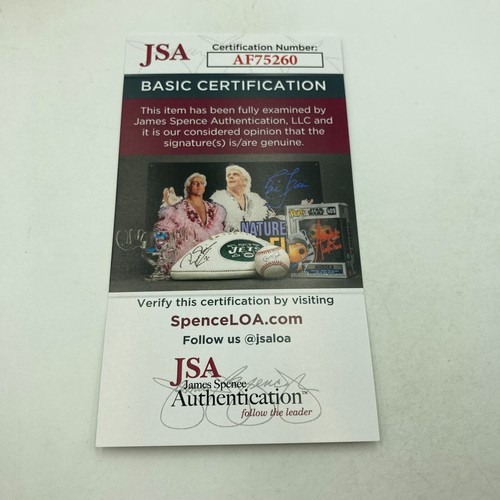 JSA
Certification Number:
AF75260
BASIC CERTIFICATION
This item has been fully examined by
James Spence Authentication, LLC and
it is our considered opinion that the
signature(s) is/are genuine.
NATURE
JETS
Verify this certification by visiting
SpenceLOA.com
Follow us @jsaloa
JSA
James Spence
Authentication™
follow the leader